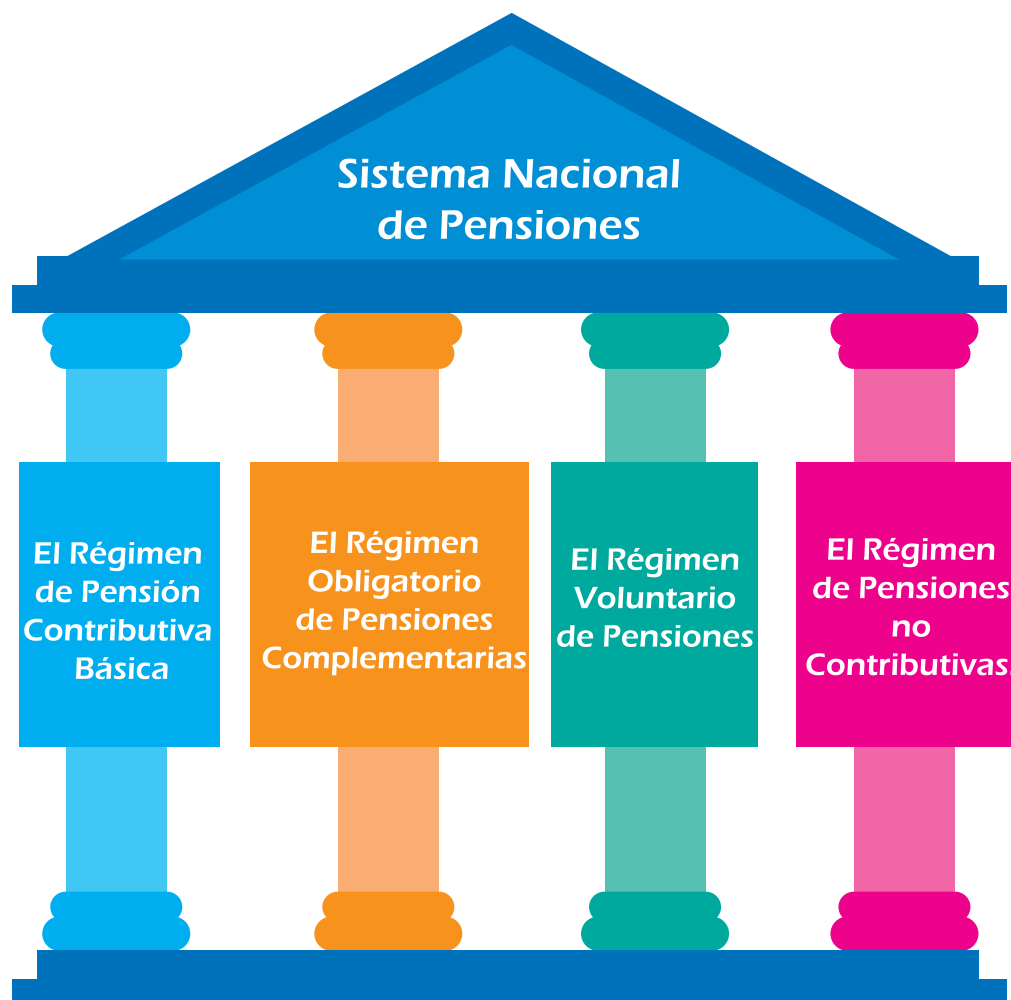 Sistema Nacional
de Pensiones
El Régimen
de Pensión
Contributiva
Básica
El Régimen
Obligatorio
de Pensiones
Complementarias
El Régimen
Voluntario
de Pensiones
El Régimen
de Pensiones
no
Contributivas.